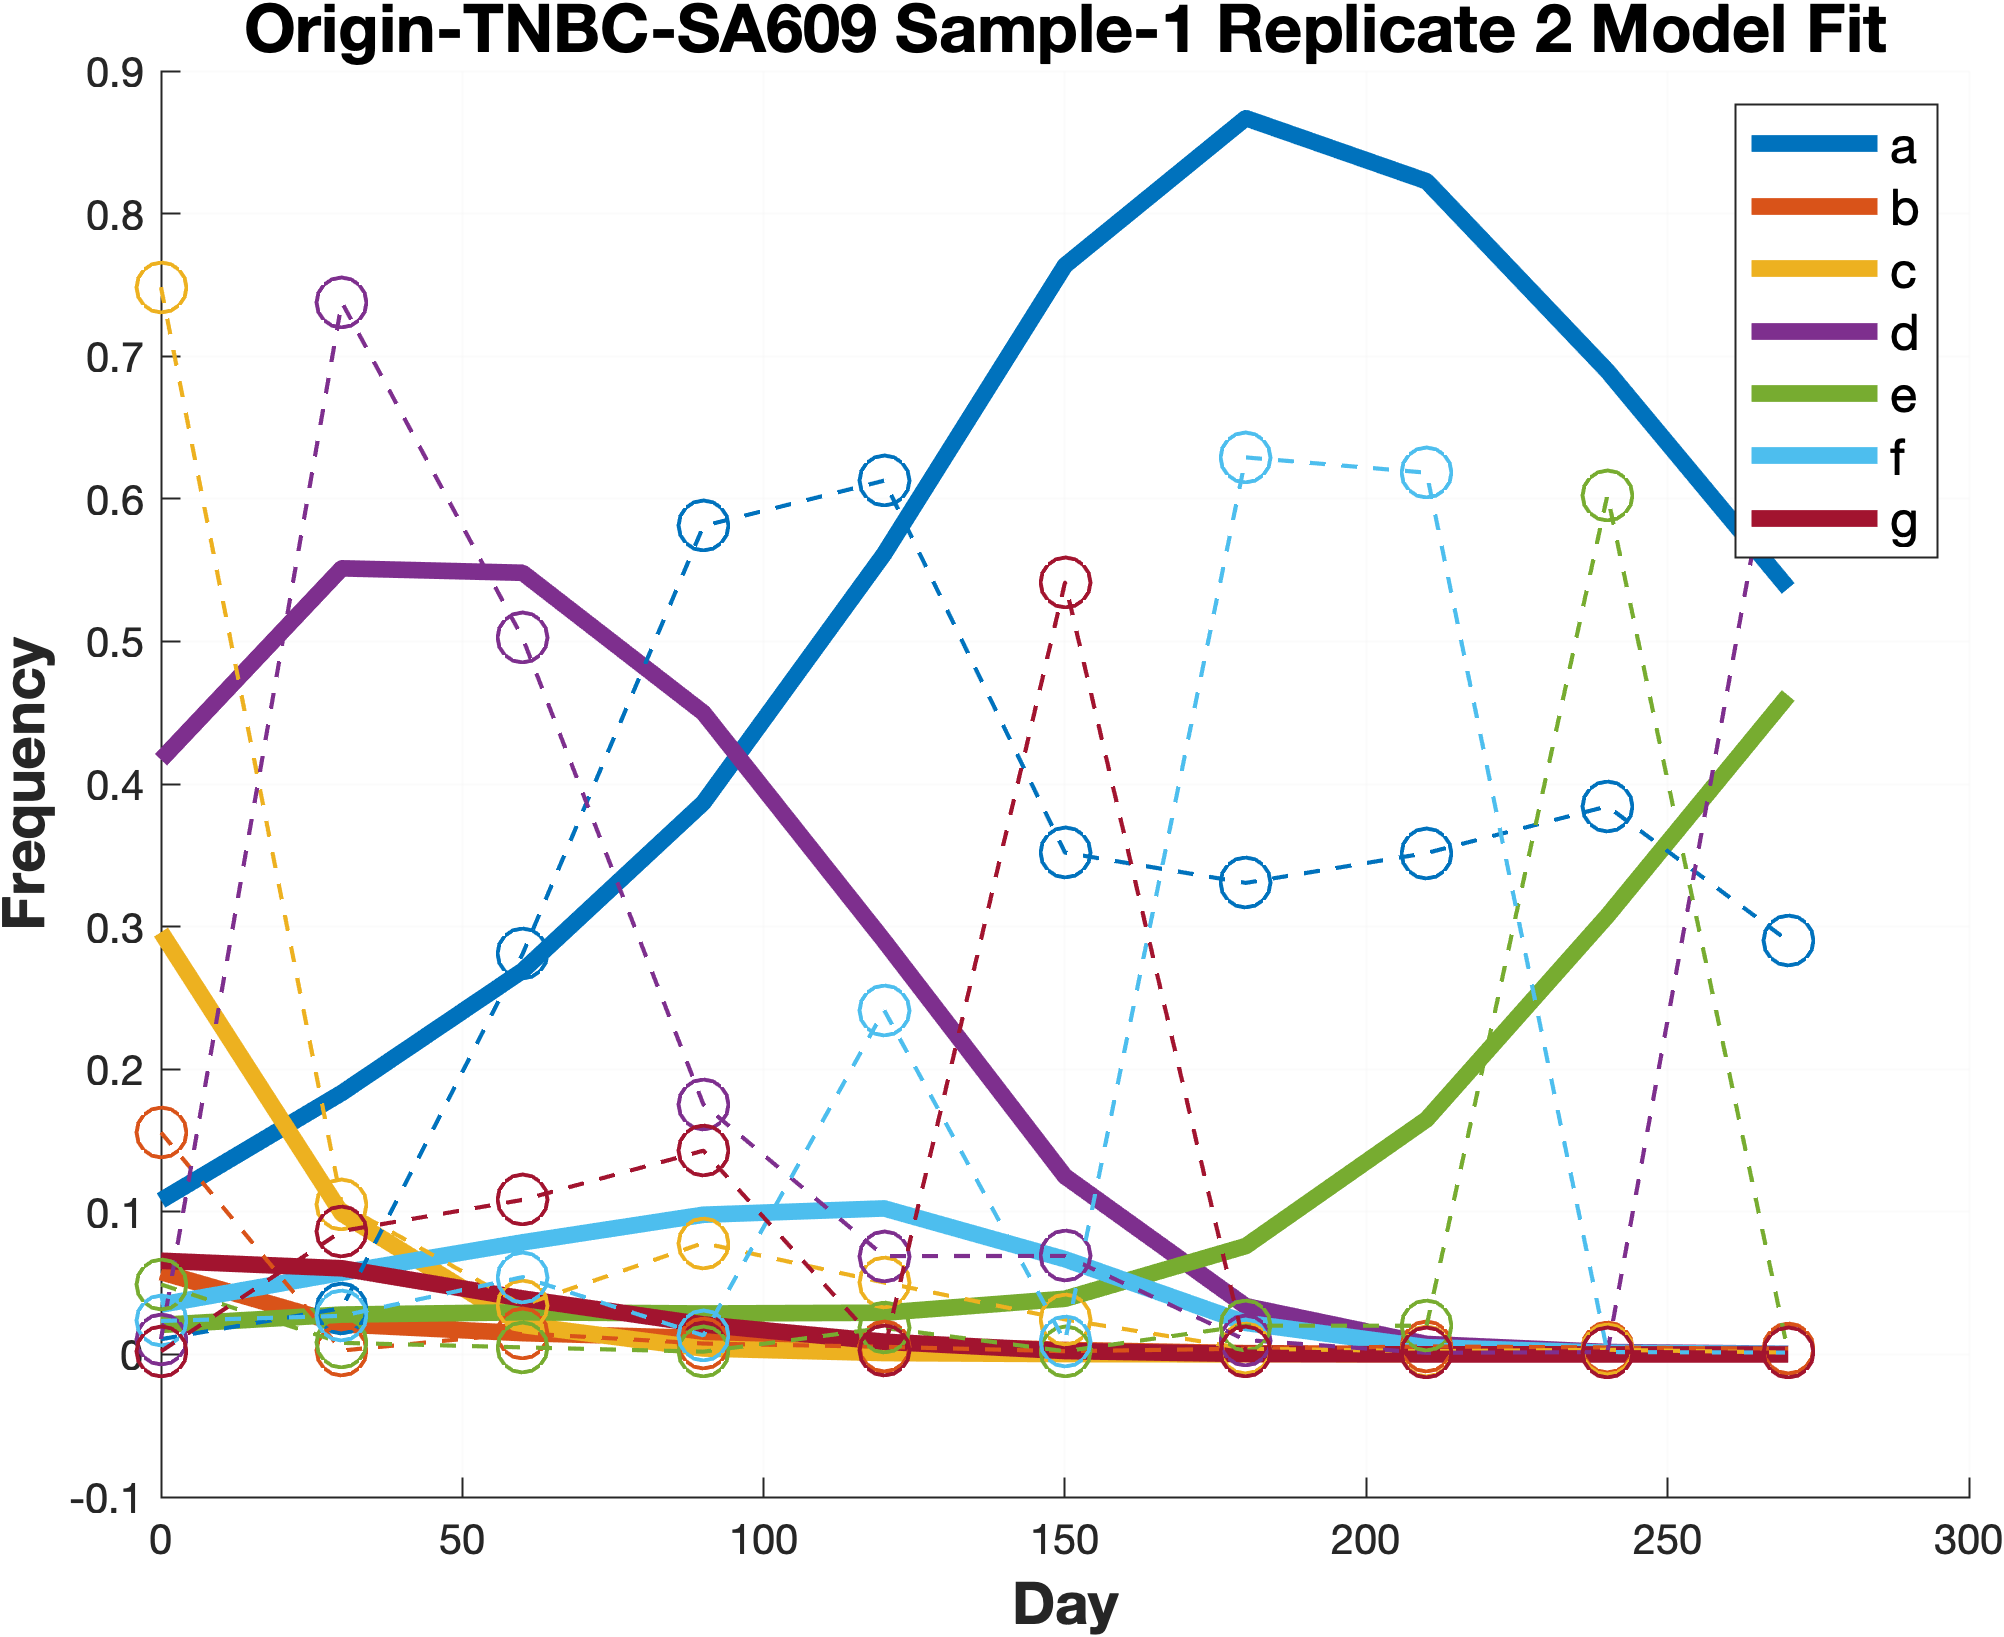 Origin-TNBC-SA609 Sample-1 Replicate 2 Model Fit
0.9
0.8
0.7
0.6
0.5
0.4
0.3
0.2
0.1
0
-0.1
Frequency
a
b
c
d
e
f
g
0 50 100 150 200 250 300
Day